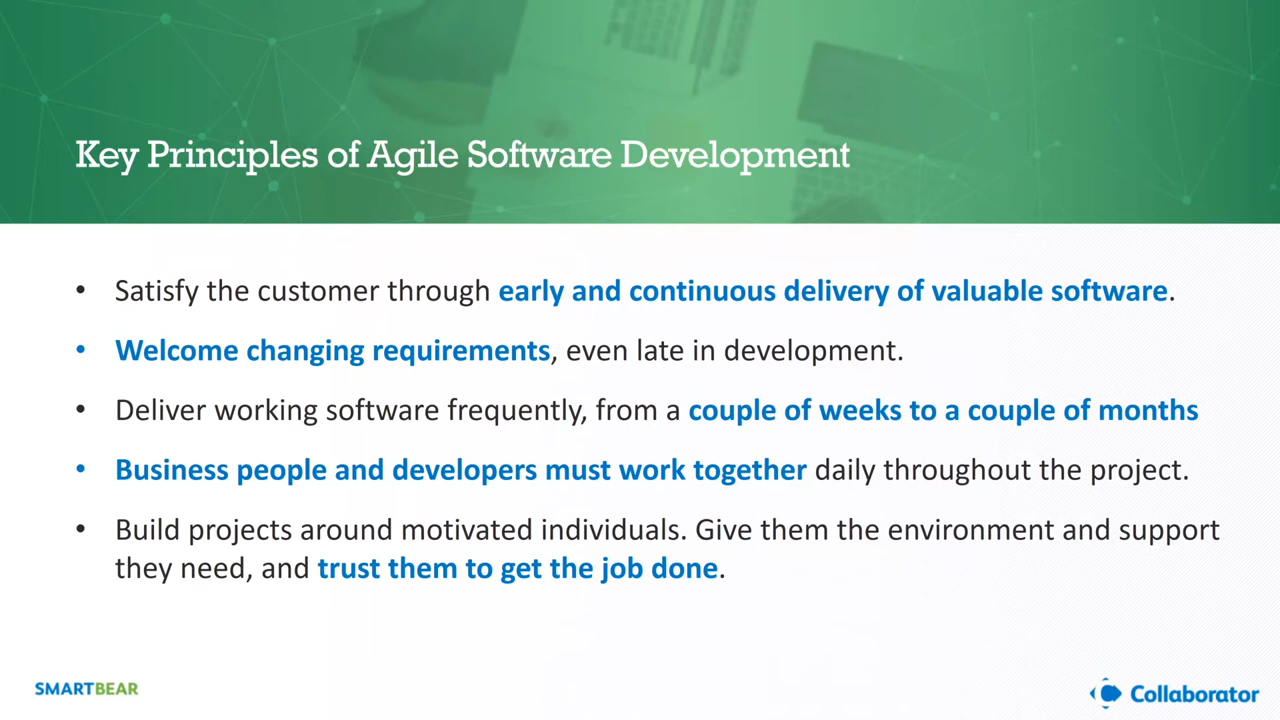 Key Principles of Agile Software Development
• Satisfy the customer through early and continuous delivery of valuable software.
• Welcome changing requirements, even late in development.
• Deliver working software frequently, from a couple of weeks to a couple of months
• Business people and developers must work together daily throughout the project.
• Build projects around motivated individuals. Give them the environment and support
they need, and trust them to get the job done.
SMARTBEAR
Collaborator